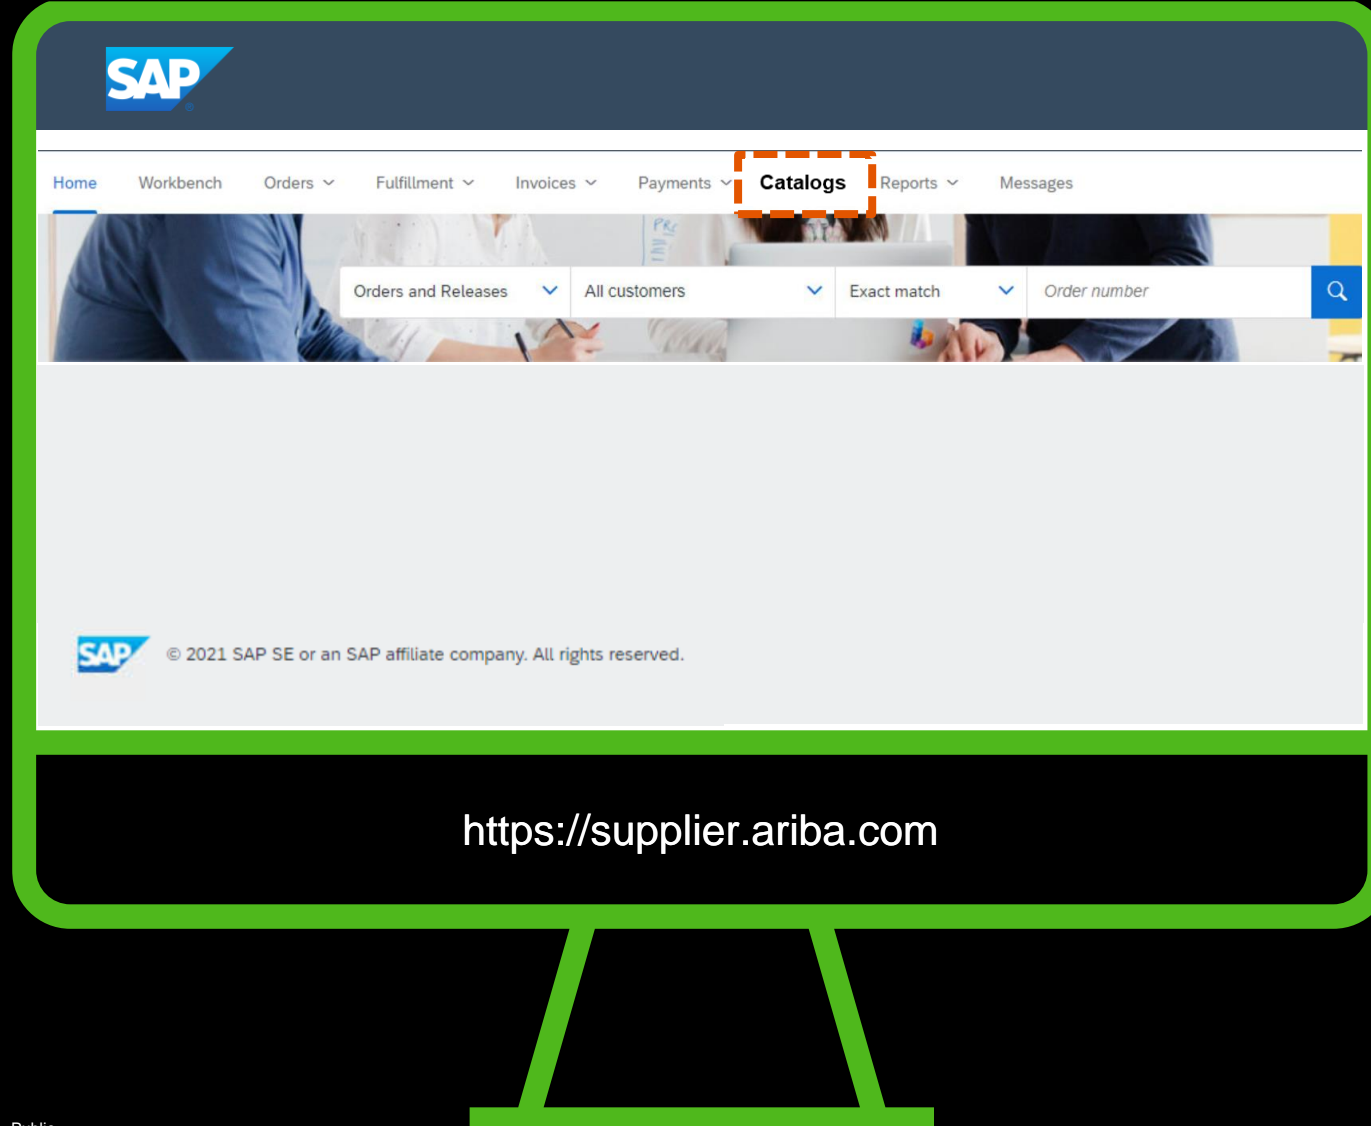 SAP
Home Workbench Orders Fulfillment Invoices Payments Catalogs Reports Messages
Orders and Releases All customers Exact match Order number
SAP © 2021 SAP SE or an SAP affiliate company. All rights reserved.
https://supplier.ariba.com